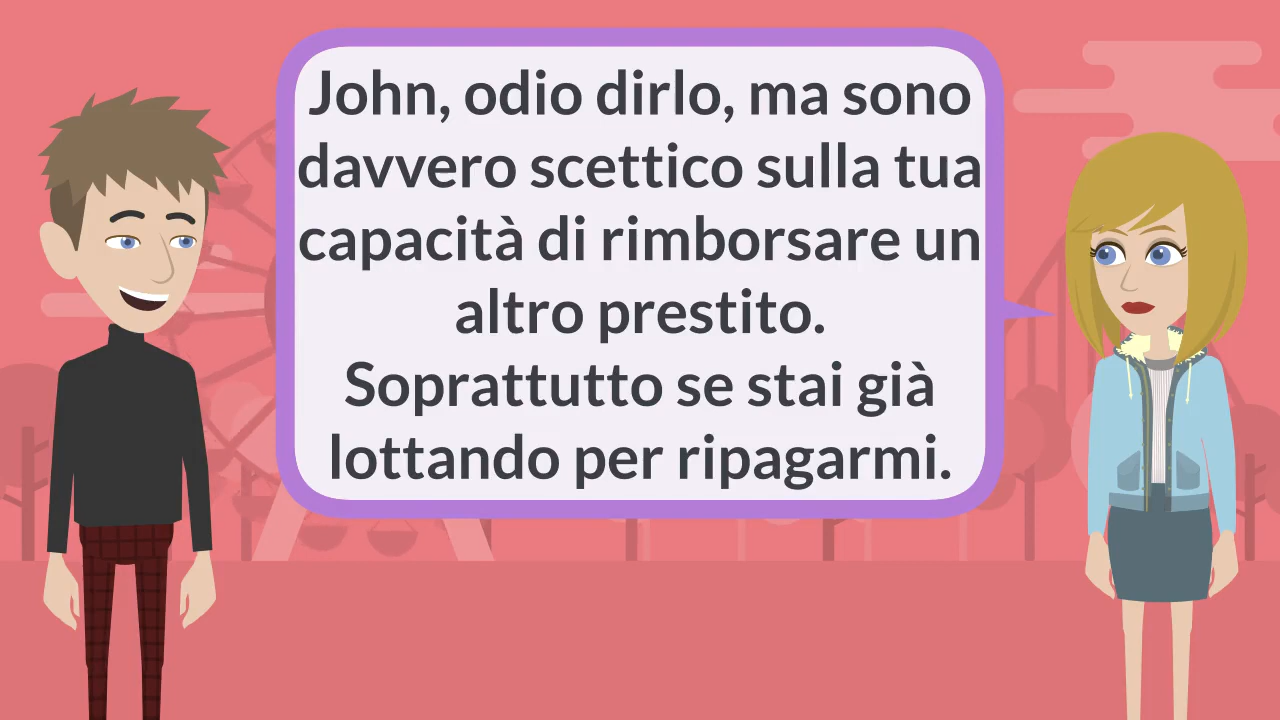 John, odio dirlo, ma sono
davvero scettico sulla tua
capacità di rimborsare un
altro prestito.
Soprattutto se stai già
lottando per ripagarmi.